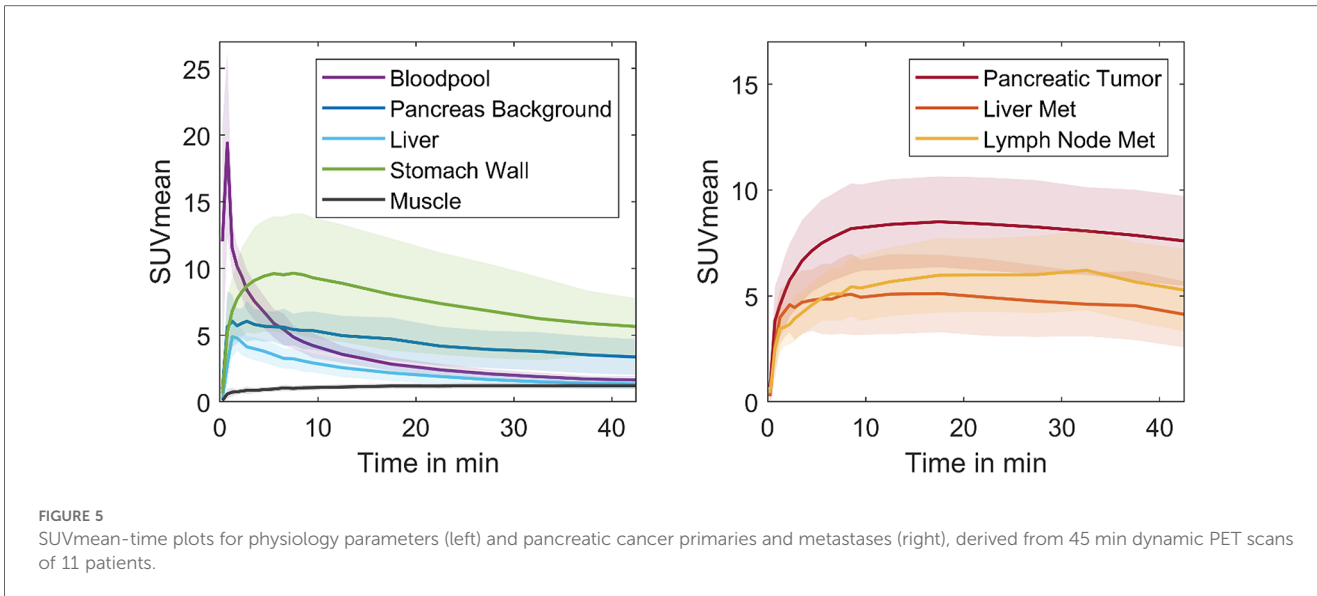 25
20
15
10
5
0
SUVmean
Bloodpool
Pancreas Background
Liver
Stomach Wall
Muscle
0 10 20 30 40
Time in min
15
10
5
0
SUVmean
Pancreatic Tumor
Liver Met
Lymph Node Met
0 10 20 30 40
Time in min
FIGURE 5
SUVmean-time plots for physiology parameters (left) and pancreatic cancer primaries and metastases (right), derived from 45 min dynamic PET scans
of 11 patients.